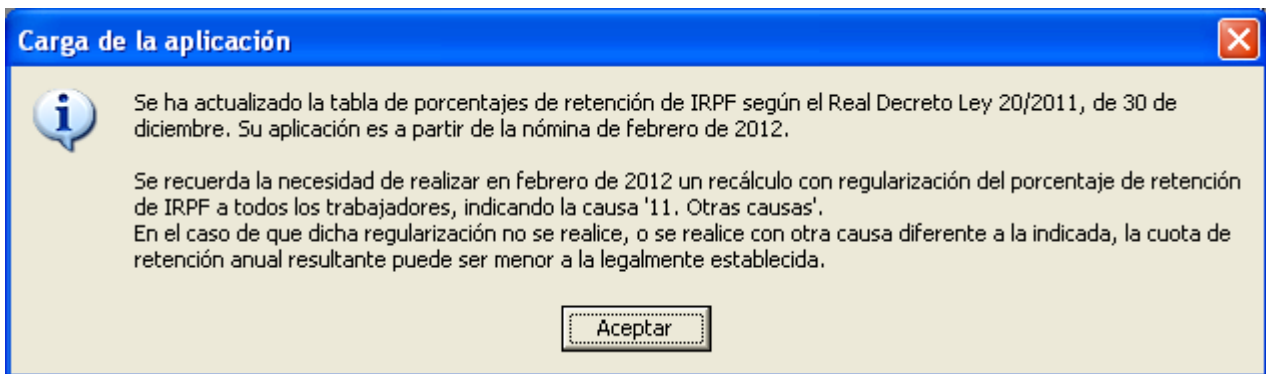 Carga de la aplicación
Se ha actualizado la tabla de porcentajes de retención de IRPF según el Real Decreto Ley 20/2011, de 30 de
diciembre. Su aplicación es a partir de la nómina de febrero de 2012.
Se recuerda la necesidad de realizar en febrero de 2012 un recálculo con regularización del porcentaje de retención
de IRPF a todos los trabajadores, indicando la causa '11. Otras causas'.
En el caso de que dicha regularización no se realice, o se realice con otra causa diferente a la indicada, la cuota de
retención anual resultante puede ser menor a la legalmente establecida.
Aceptar